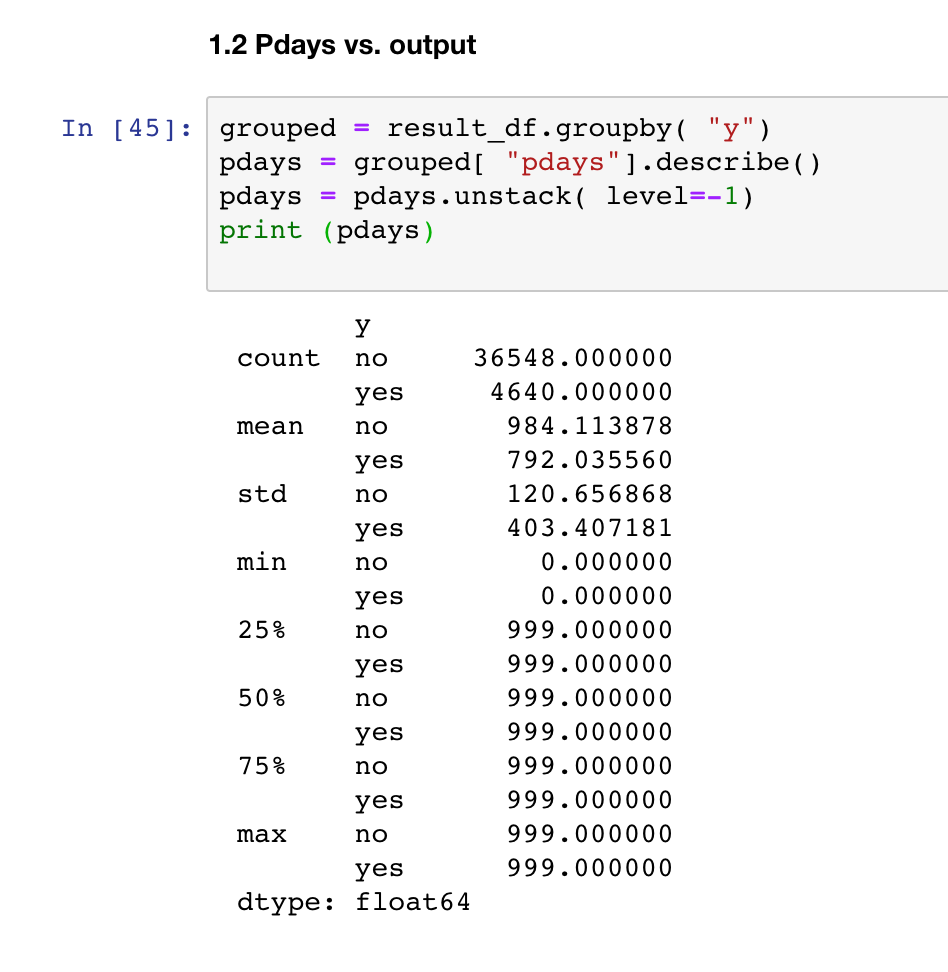 1.2 Pdays vs. output
In [45]:
grouped = result_df.groupby( "y")
pdays = grouped[ "pdays"].describe()
pdays = pdays.unstack( level=-1)
print (pdays)
y
count no 36548.000000
yes 4640.000000
mean no 984.113878
yes 792.035560
std no 120.656868
yes 403.407181
min no 0.000000
yes 0.000000
25% no 999.000000
yes 999.000000
50% no 999.000000
yes 999.000000
75% no 999.000000
yes 999.000000
max no 999.000000
yes 999.000000
dtype: float64